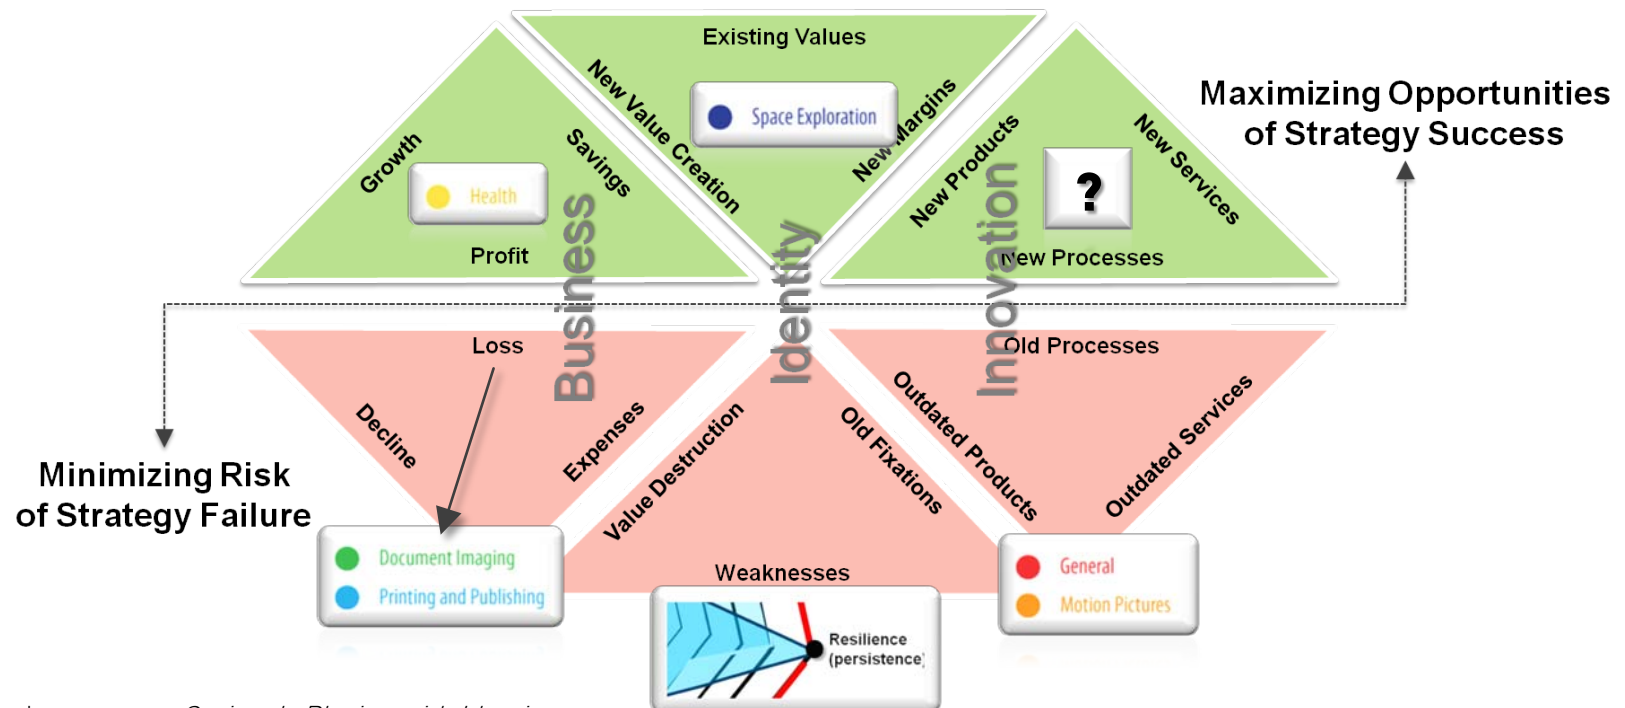 Existing Values
New Value Creation
Space Exploration
New Margins
Maximizing Opportunities
of Strategy Success
Growth
Savings
Health
Profit
New Products
New Services
?
New Processes
Business
Identity
Innovation
Loss
Decline
Expenses
Old Processes
Outdated Products
Outdated Services
Value Destruction
Old Fixations
Weaknesses
Minimizing Risk
of Strategy Failure
Document Imaging
Printing and Publishing
General
Motion Pictures
Resilience
(persistence)